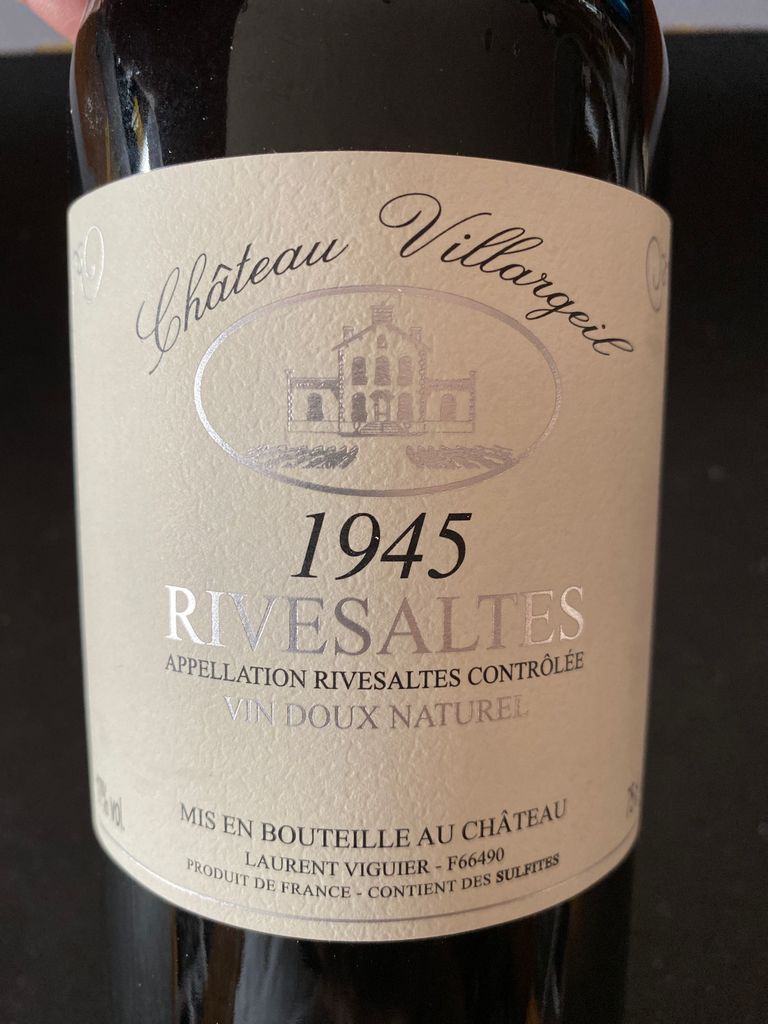 Château Villargeil
1945
RIVESALTES
APPELLATION RIVESALTES CONTRÔLÉE
VIN DOUX NATUREL
vol.
MIS EN BOUTEILLE AU CHÂTEAU
LAURENT VIGUIER - F66490
PRODUIT DE FRANCE - CONTIENT DES SULFITES